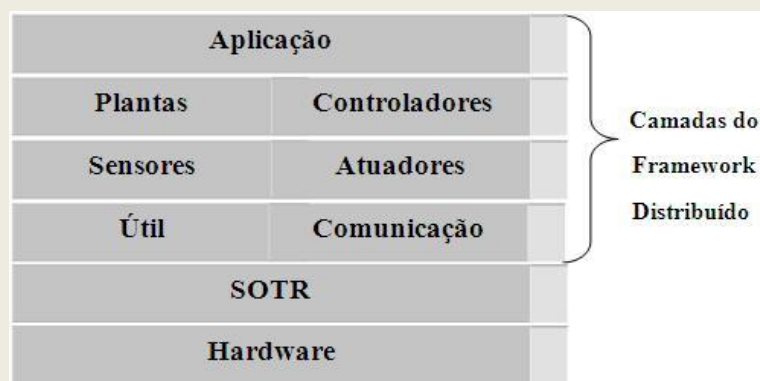 Aplicação
Plantas Controladores
Sensores Atuadores
Útil Comunicação
SOTR
Hardware
Camadas do
Framework
Distribuído